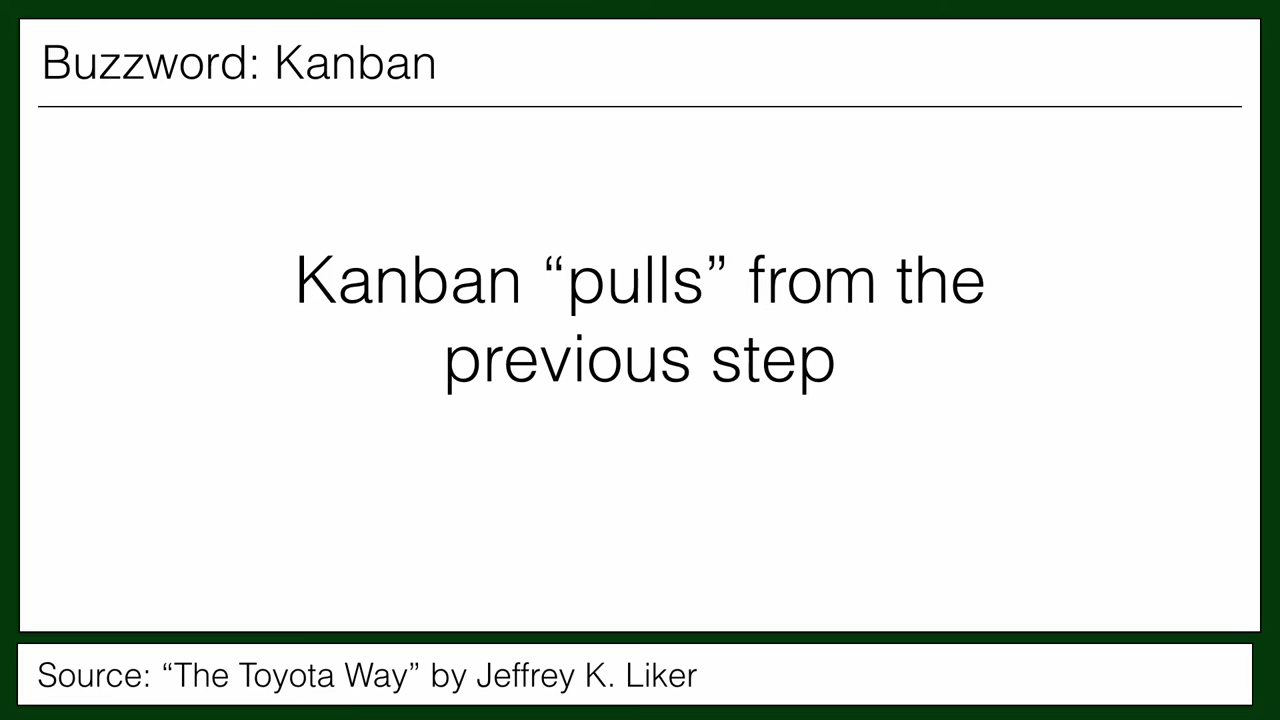 Buzzword: Kanban
Kanban “pulls” from the
previous step
Source: “The Toyota Way” by Jeffrey K. Liker